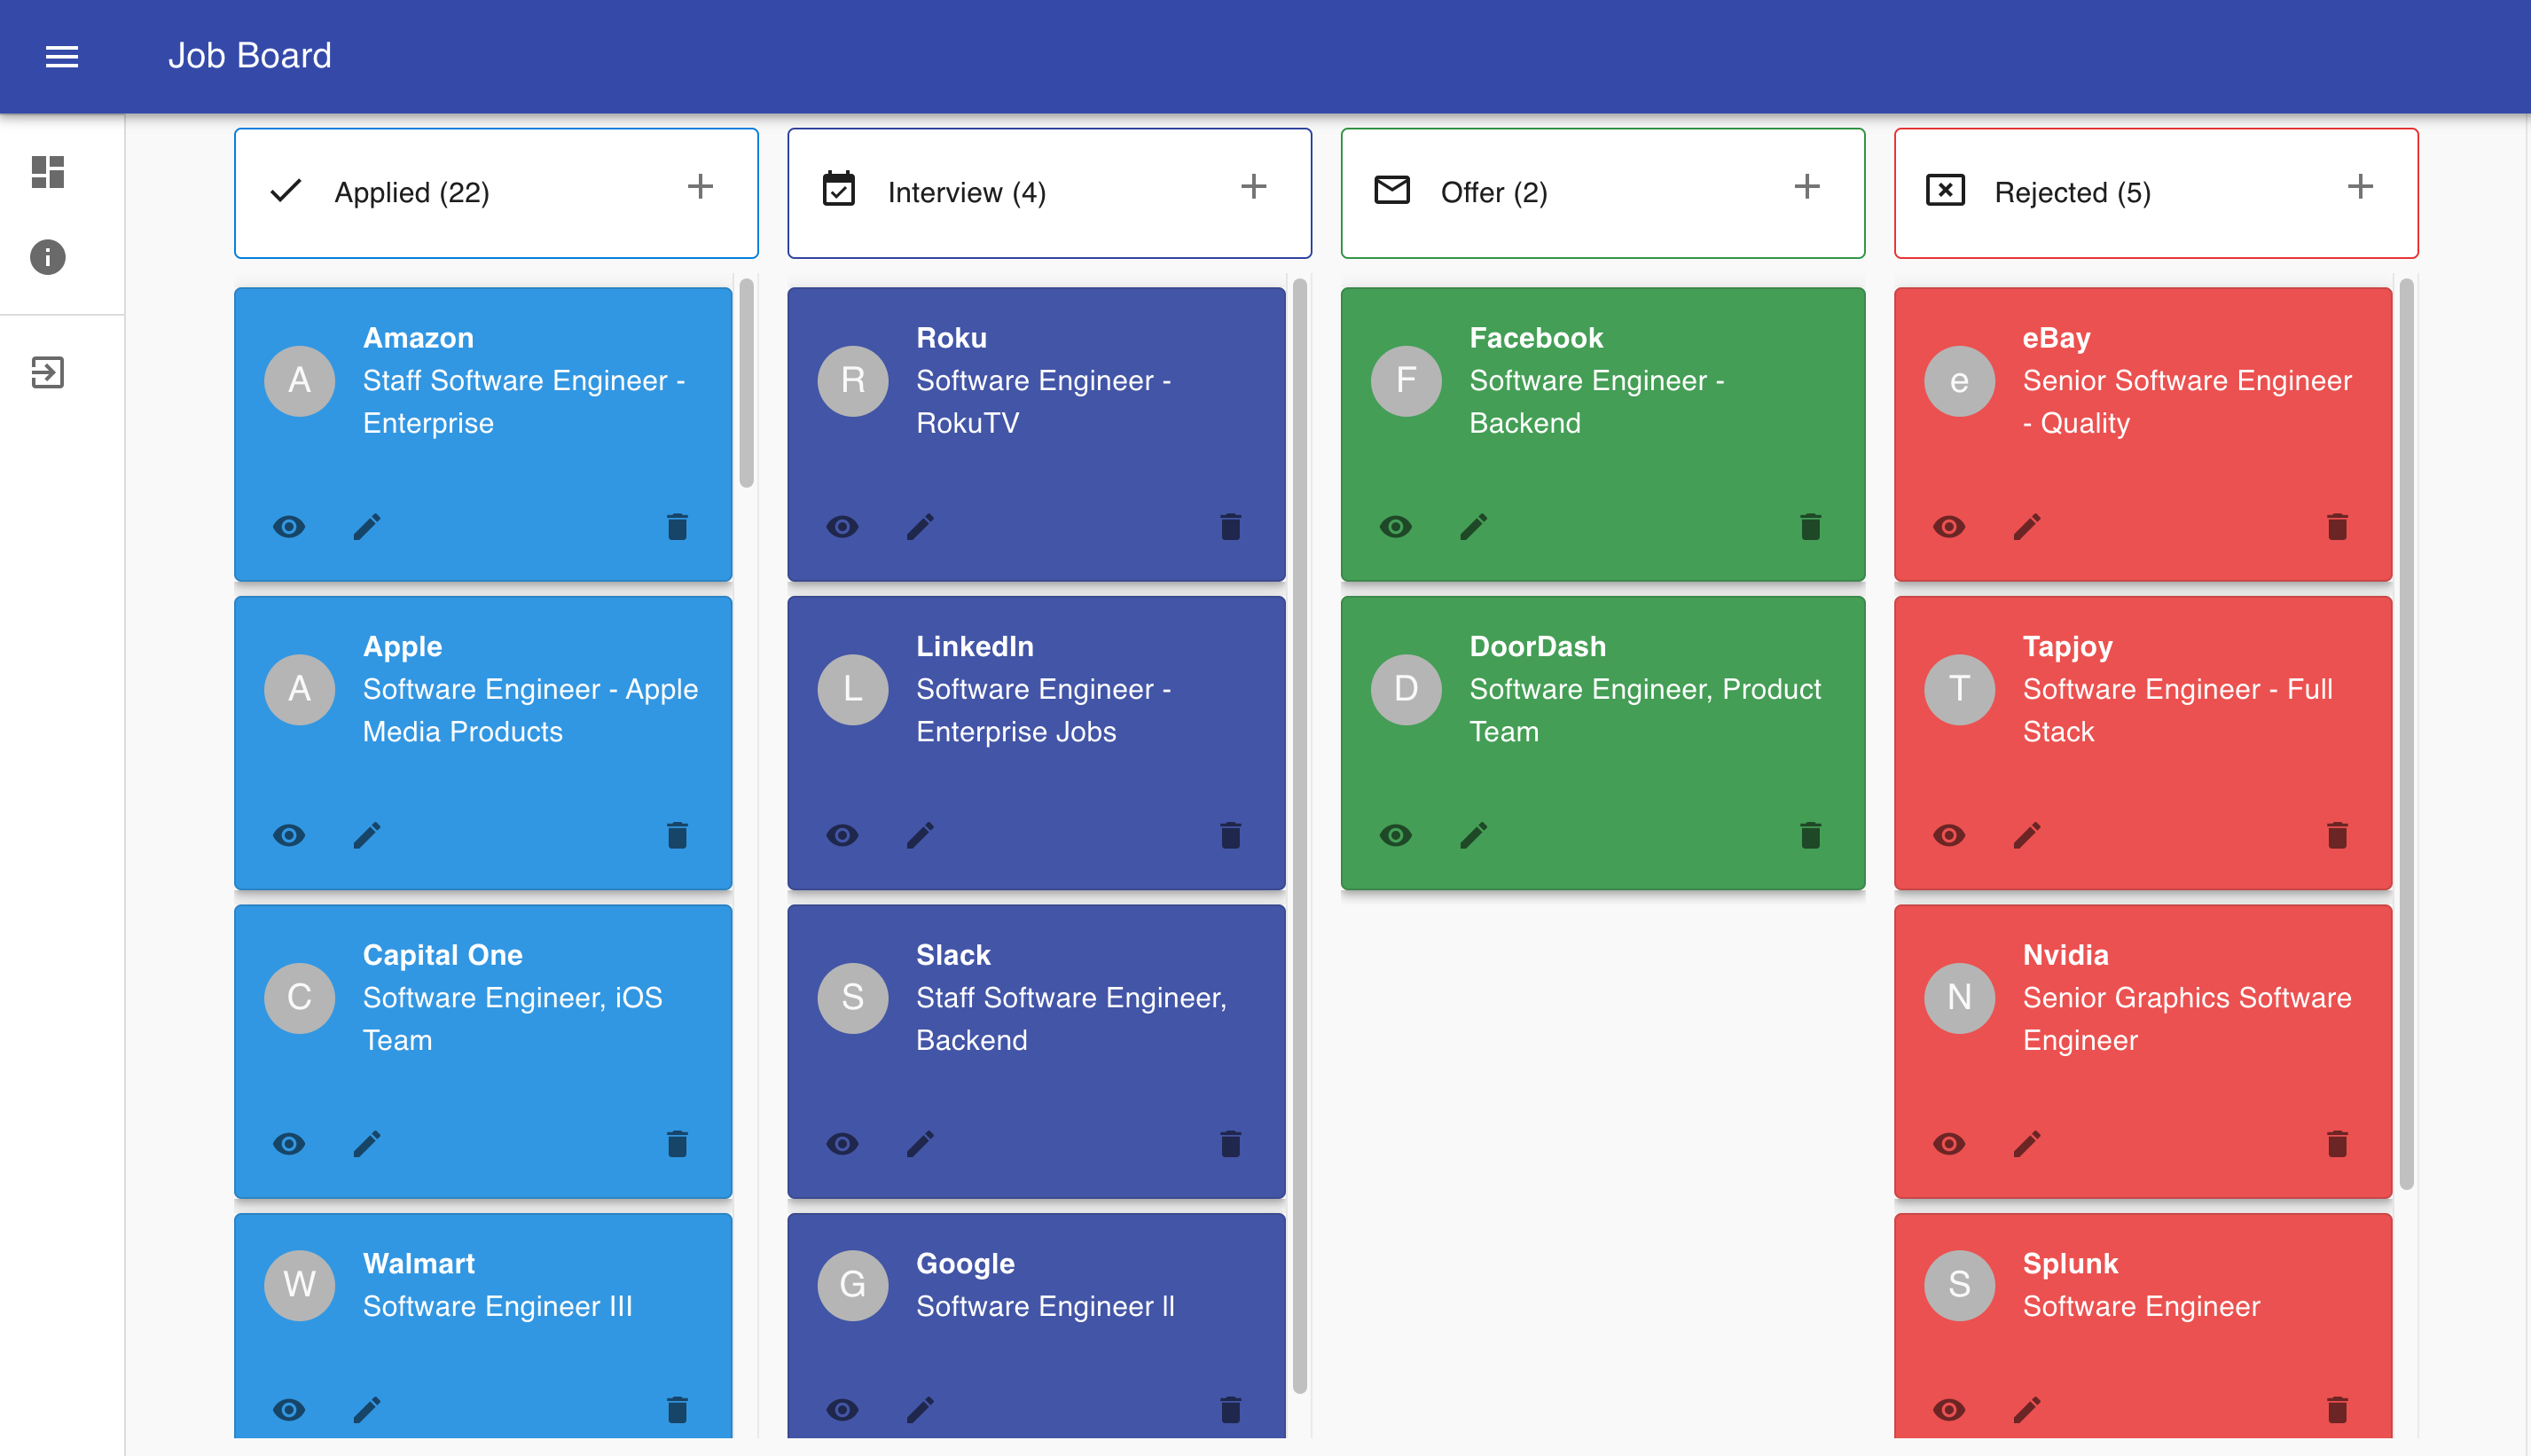 Job Board
Applied (22)
A
Amazon
Staff Software Engineer -
Enterprise
A
Apple
Software Engineer - Apple
Media Products
C
Capital One
Software Engineer, iOS
Team
W
Walmart
Software Engineer III
Interview (4)
R
Roku
Software Engineer -
RokuTV
L
LinkedIn
Software Engineer -
Enterprise Jobs
S
Slack
Staff Software Engineer,
Backend
G
Google
Software Engineer II
Offer (2)
F
Facebook
Software Engineer -
Backend
D
DoorDash
Software Engineer, Product
Team
Rejected (5)
e
eBay
Senior Software Engineer
- Quality
T
Tapjoy
Software Engineer - Full
Stack
N
Nvidia
Senior Graphics Software
Engineer
S
Splunk
Software Engineer